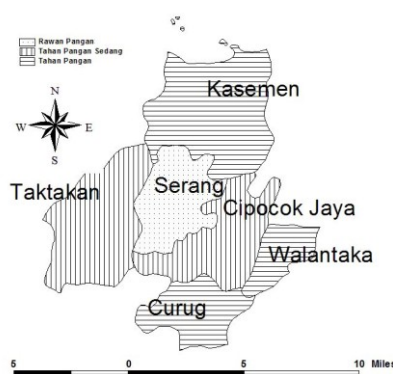 Rawan Pangan
Tahan Pangan Sedang
Tahan Pangan
N
W E
S
Kasemen
Taktakan
Serang
Cipocok Jaya
Walantaka
Curug
5 0 5 10 Miles